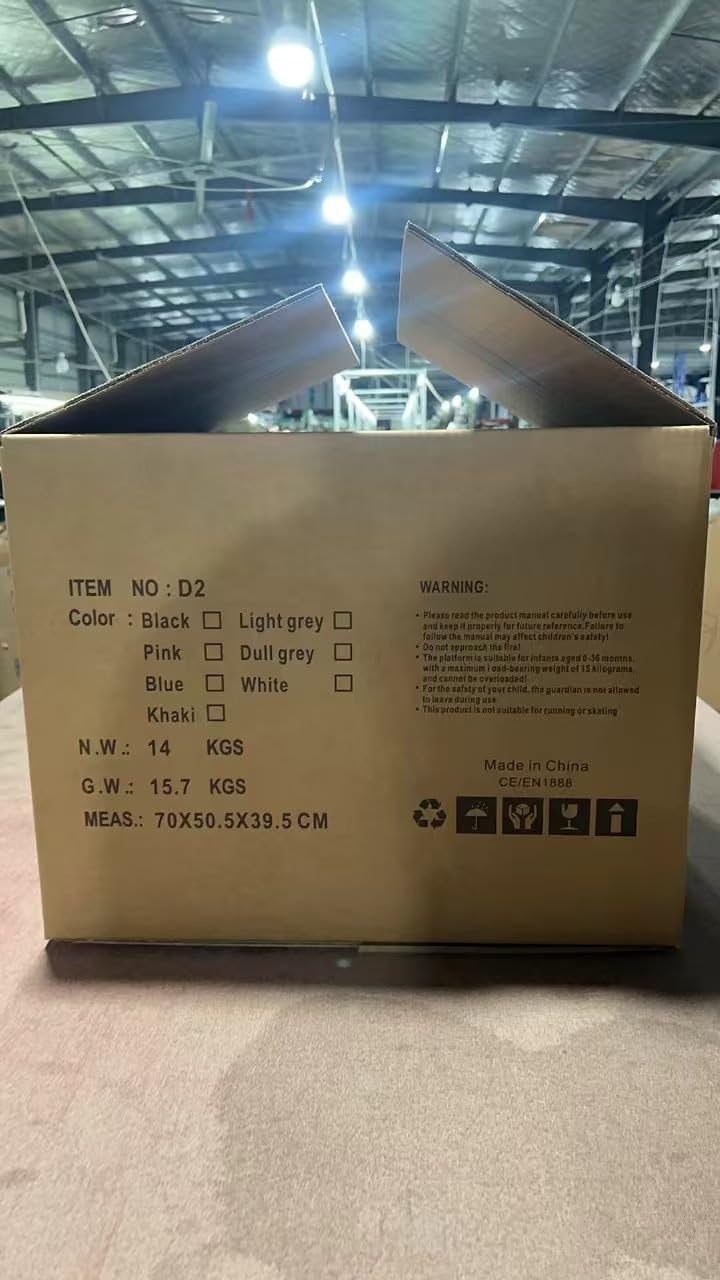 ITEM NO : D2
Color : Black □ Light grey □
Pink □ Dull grey □
Blue □ White □
Khaki □
N.W.: 14 KGS
G.W.: 15.7 KGS
MEAS.: 70X50.5X39.5 CM
WARNING:
• Please read the product manual carefully before use
and keep it properly for future reference.Failure to
follow the manual may affect children's safety!
• Do not approach the fire!
• The platform is suitable for infants aged 0-36 months,
with a maximum load-bearing weight of 15 kilograms,
and cannot be overloaded!
• For the safety of your child, the guardian is not allowed
to leave during use
• This product is not suitable for running or skating
Made in China
CE/EN1888